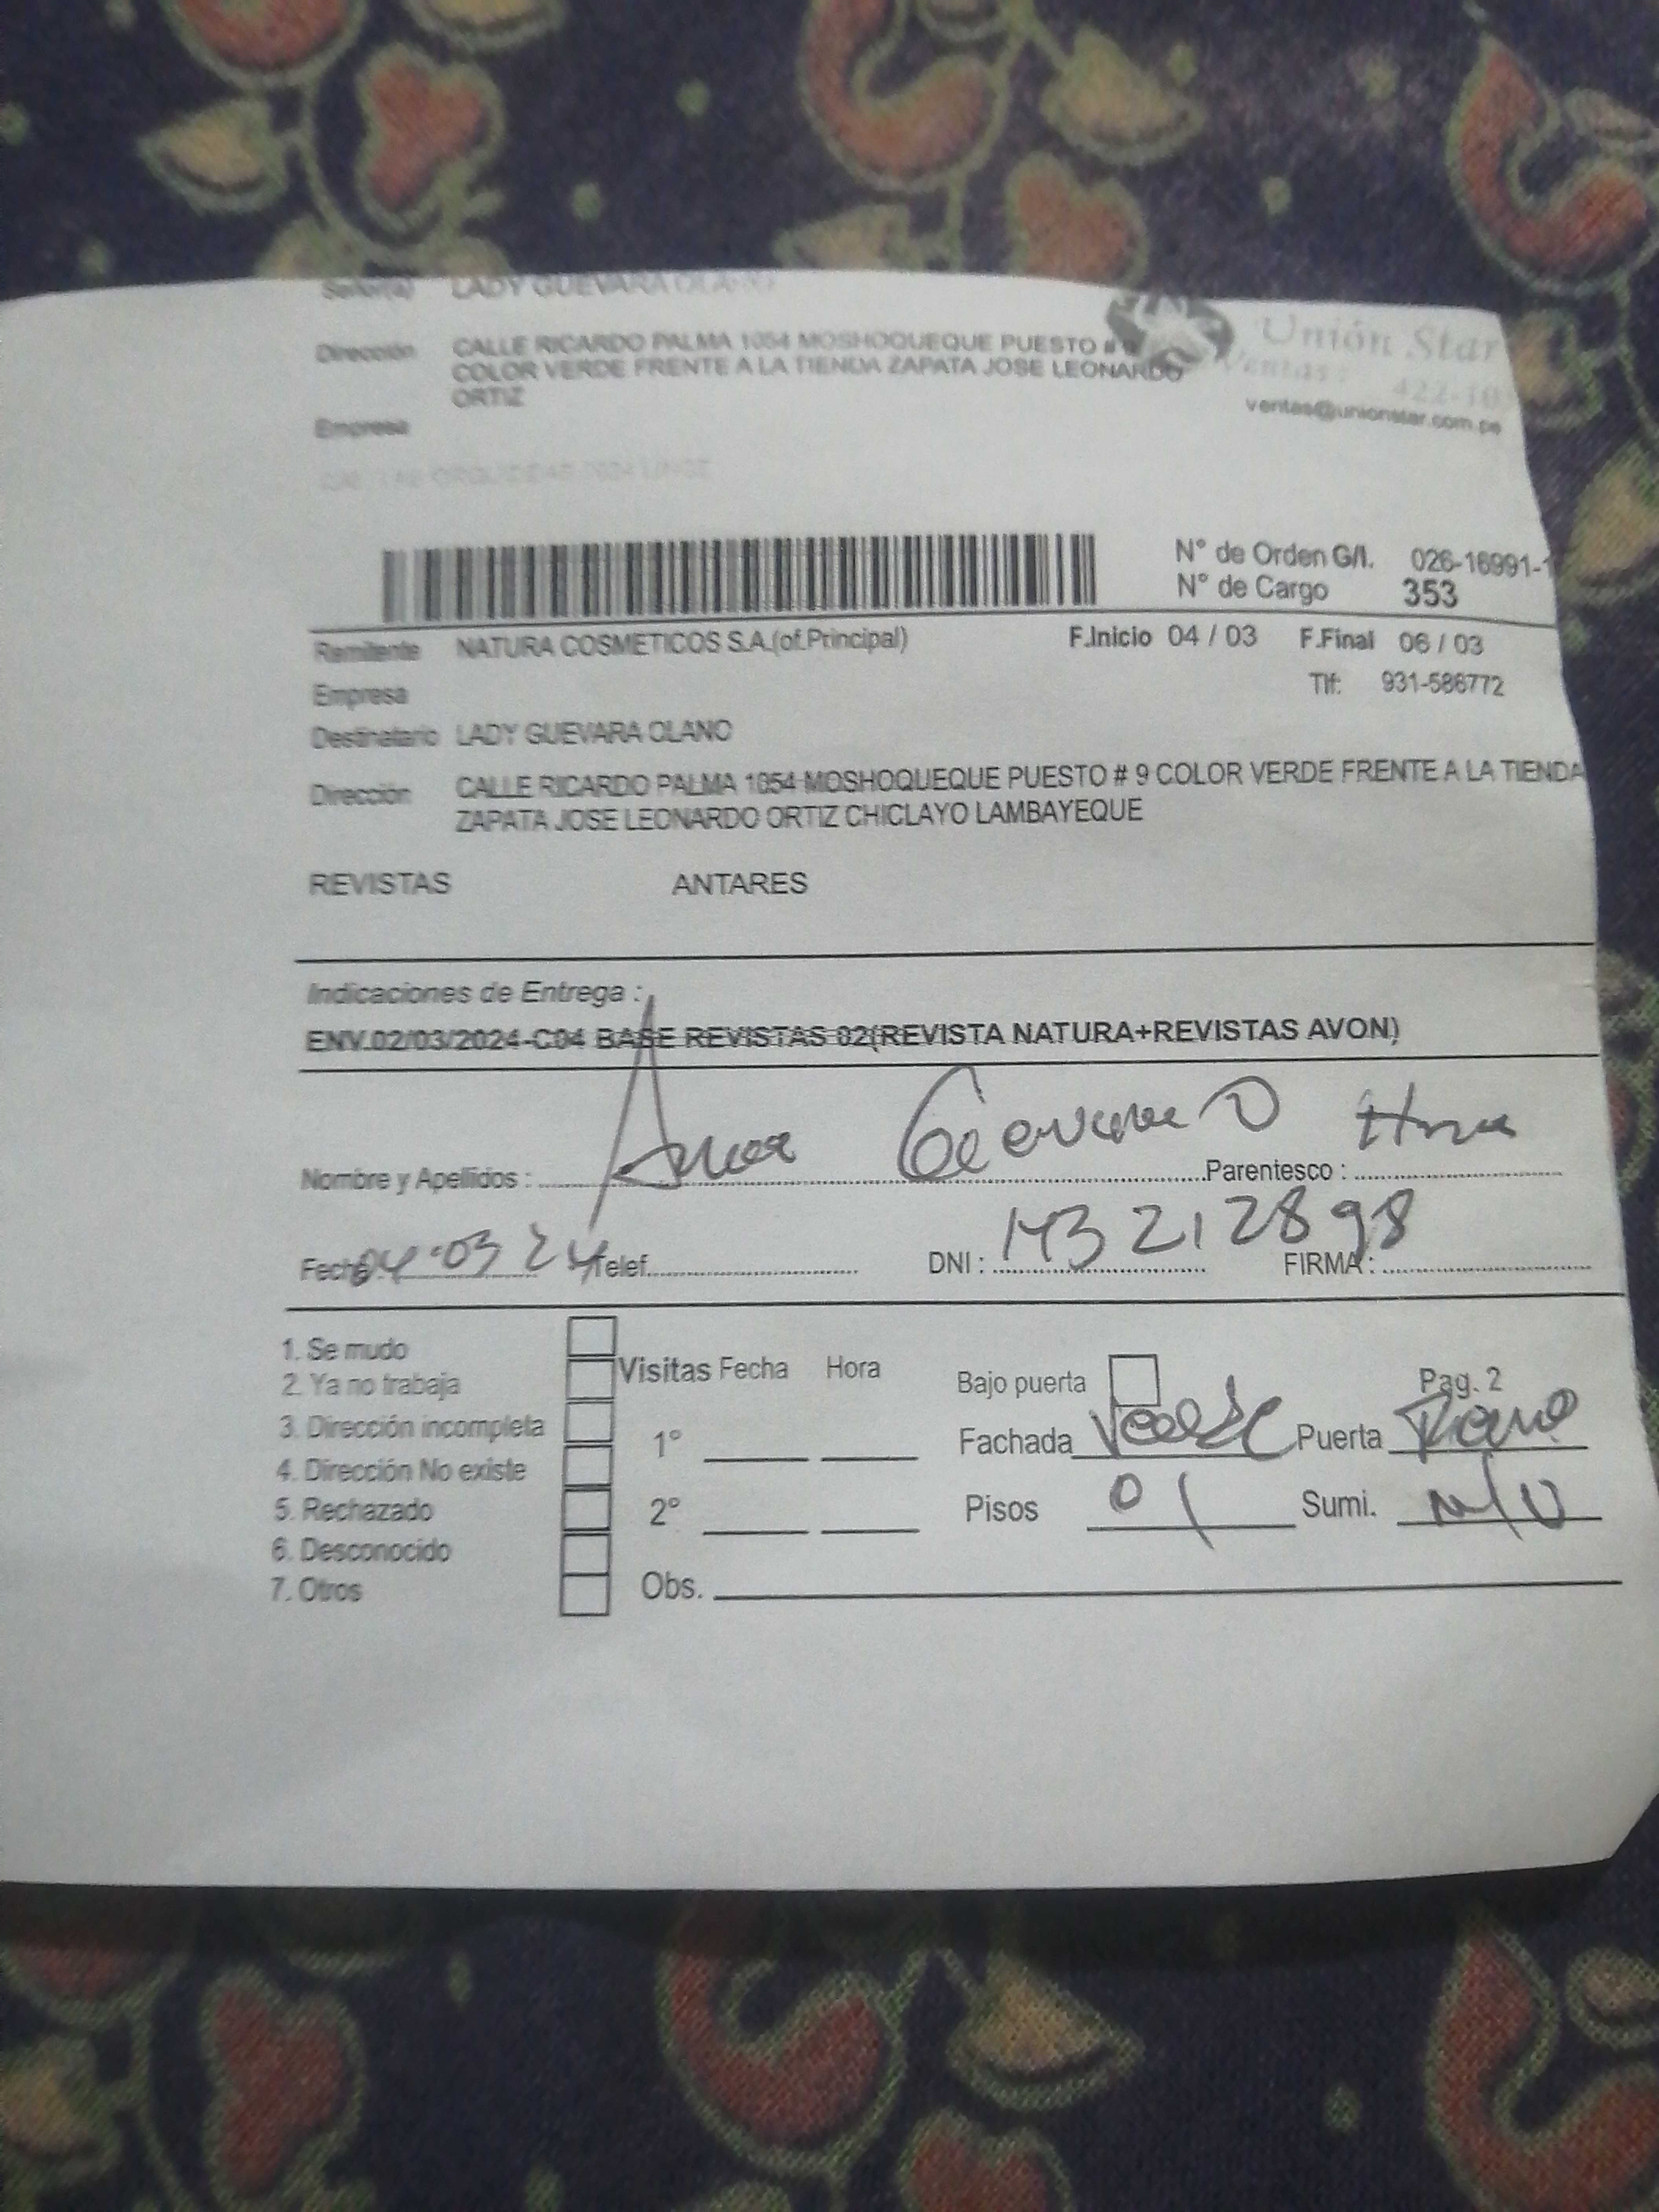 Señor(a) LADY GUEVARA OLANO
Dirección CALLE RICARDO PALMA 1054 MOSHOQUEQUE PUESTO # 9
COLOR VERDE FRENTE A LA TIENDA ZAPATA JOSE LEONARDO
ORTIZ
Unión Star
Ventas: 422-10
ventas@unionstar.com.pe
Empresa
N° de Orden G/I. 026-16991-1
N° de Cargo 353
Remitente NATURA COSMETICOS S.A.(of.Principal) F.Inicio 04 / 03 F.Final 06 / 03
Empresa Tlf: 931-586772
Destinatario LADY GUEVARA OLANO
Dirección CALLE RICARDO PALMA 1054 MOSHOQUEQUE PUESTO # 9 COLOR VERDE FRENTE A LA TIENDA
ZAPATA JOSE LEONARDO ORTIZ CHICLAYO LAMBAYEQUE
REVISTAS ANTARES
Indicaciones de Entrega :
ENV.02/03/2024-C04 BASE REVISTAS 02(REVISTA NATURA+REVISTAS AVON)
Nombre y Apellidos : Parentesco :
Fecha 04-03 24 Telef. DNI : 43212898 FIRMA :
1. Se mudo
2. Ya no trabaja
3. Dirección incompleta
4. Dirección No existe
5. Rechazado
6. Desconocido
7. Otros
Visitas Fecha Hora
1°
2°
Obs.
Bajo puerta Pag. 2
Fachada Verde Puerta
Pisos 01 Sumi. N/U